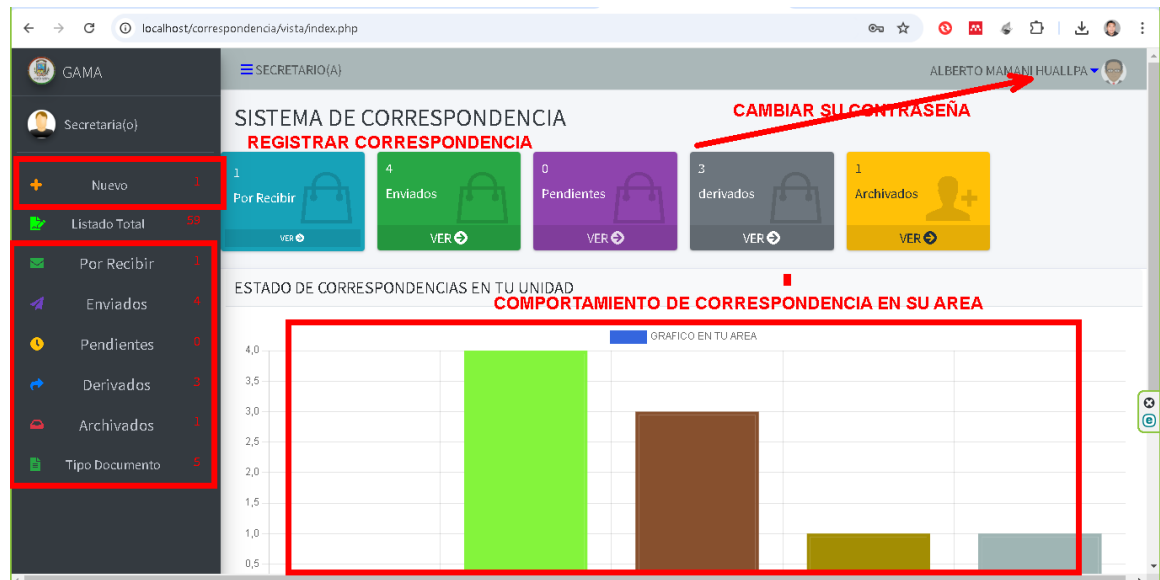 localhost/correspondencia/vista/index.php
GAMA
SECRETARIO(A)
ALBERTO MAMANI HUALLPA
Secretaria(o)
SISTEMA DE CORRESPONDENCIA
CAMBIAR SU CONTRASEÑA
REGISTRAR CORRESPONDENCIA
Nuevo 1
Listado Total 59
Por Recibir 1
Enviados 4
Pendientes 0
Derivados 3
Archivados 1
Tipo Documento 5
1
Por Recibir
VER
4
Enviados
VER
0
Pendientes
VER
3
derivados
VER
1
Archivados
VER
ESTADO DE CORRESPONDENCIAS EN TU UNIDAD
COMPORTAMIENTO DE CORRESPONDENCIA EN SU AREA
GRAFICO EN TU AREA
4,0
3,5
3,0
2,5
2,0
1,5
1,0
0,5